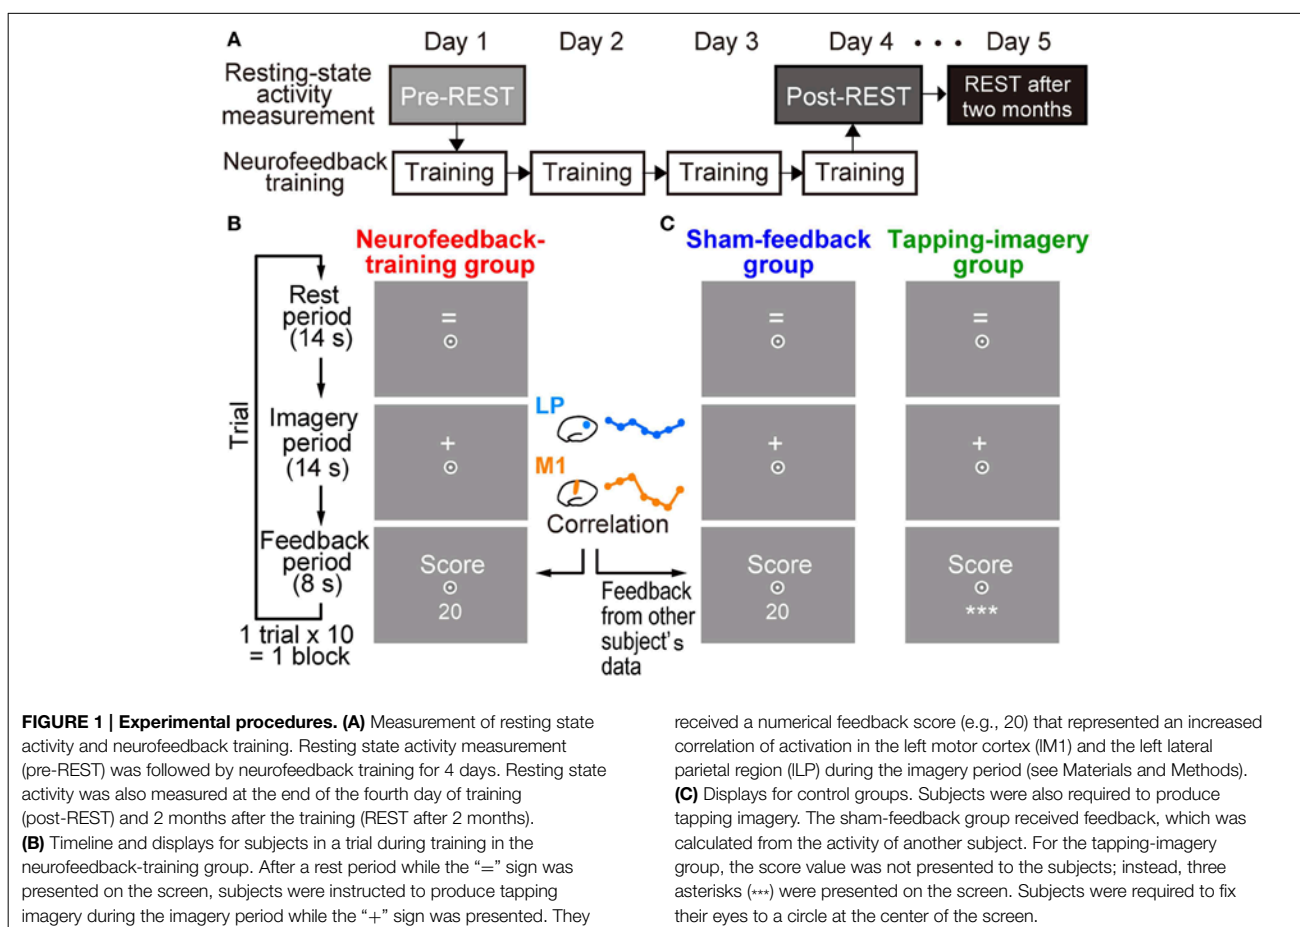 A
Day 1 Day 2 Day 3 Day 4 • • • Day 5
Resting-state
activity
measurement
Pre-REST
Post-REST
REST after
two months
Neurofeedback
training
Training
Training
Training
Training
B
Neurofeedback-
training group
C
Sham-feedback
group
Tapping-imagery
group
Trial
Rest
period
(14 s)
=
=
=
Imagery
period
(14 s)
+
+
+
LP
M1
Correlation
Feedback
period
(8 s)
Score
20
Feedback
from other
subject's
data
Score
20
Score
***
1 trial x 10
= 1 block
FIGURE 1 | Experimental procedures. (A) Measurement of resting state
activity and neurofeedback training. Resting state activity measurement
(pre-REST) was followed by neurofeedback training for 4 days. Resting state
activity was also measured at the end of the fourth day of training
(post-REST) and 2 months after the training (REST after 2 months).
(B) Timeline and displays for subjects in a trial during training in the
neurofeedback-training group. After a rest period while the “=” sign was
presented on the screen, subjects were instructed to produce tapping
imagery during the imagery period while the “+” sign was presented. They
received a numerical feedback score (e.g., 20) that represented an increased
correlation of activation in the left motor cortex (lM1) and the left lateral
parietal region (lLP) during the imagery period (see Materials and Methods).
(C) Displays for control groups. Subjects were also required to produce
tapping imagery. The sham-feedback group received feedback, which was
calculated from the activity of another subject. For the tapping-imagery
group, the score value was not presented to the subjects; instead, three
asterisks (***) were presented on the screen. Subjects were required to fix
their eyes to a circle at the center of the screen.